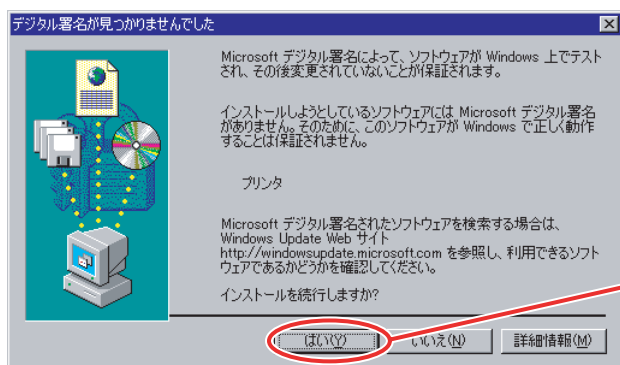 デジタル署名が見つかりませんでした
Microsoft デジタル署名によって、ソフトウェアが Windows 上でテスト
され、その後変更されていないことが保証されます。
インストールしようとしているソフトウェアには Microsoft デジタル署名
がありません。そのために、このソフトウェアが Windows で正しく動作
することは保証されません。
プリンタ
Microsoft デジタル署名されたソフトウェアを検索する場合は、
Windows Update Web サイト
http://windowsupdate.microsoft.com を参照し、利用できるソフト
ウェアであるかどうかを確認してください。
インストールを続行しますか?
はい(Y) いいえ(N) 詳細情報(M)